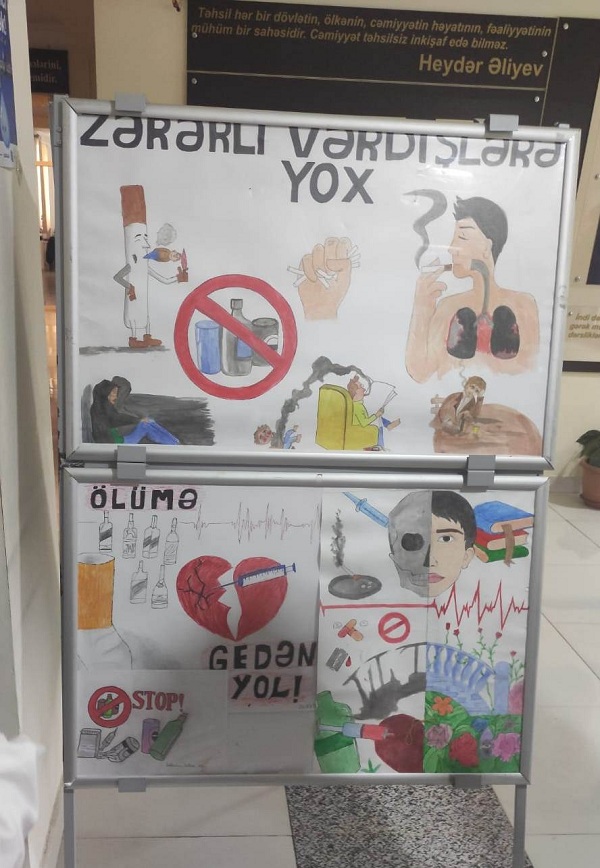 Təhsil hər bir dövlətin, ölkənin, cəmiyyətin həyatının, fəaliyyətinin
mühüm bir sahəsidir. Cəmiyyət təhsilsiz inkişaf edə bilməz.
Heydər Əliyev
ZƏRƏRLİ VƏRDİŞLƏRƏ
YOX
ÖLÜMƏ
GEDƏN
YOL!
STOP!